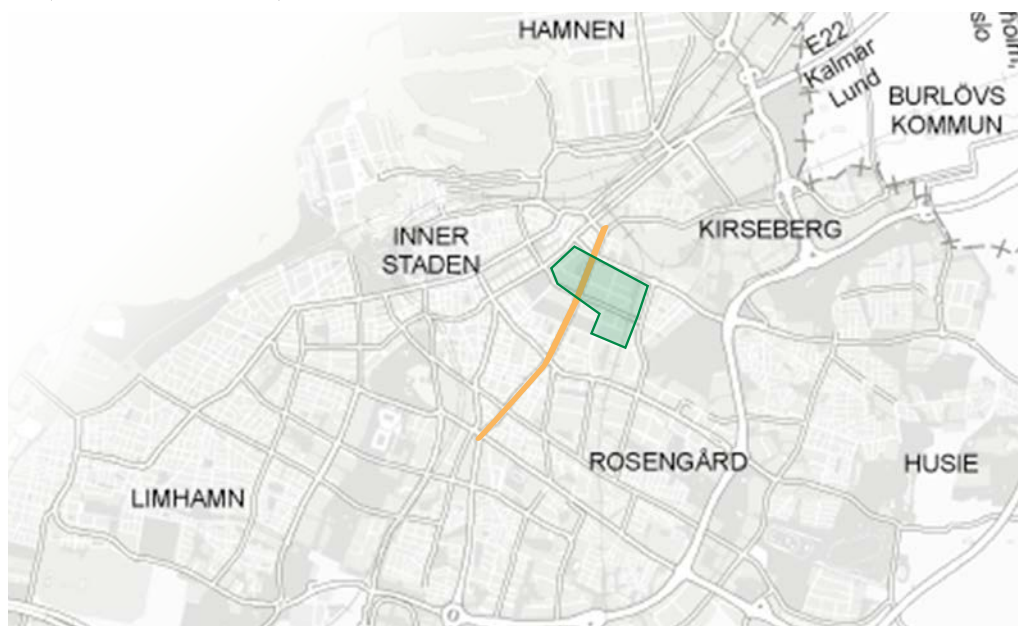 HAMNEN
E22
Kalmar
Lund
BURLÖVS
KOMMUN
KIRSEBERG
INNER
STADEN
ROSENGÅRD
HUSIE
LIMHAMN